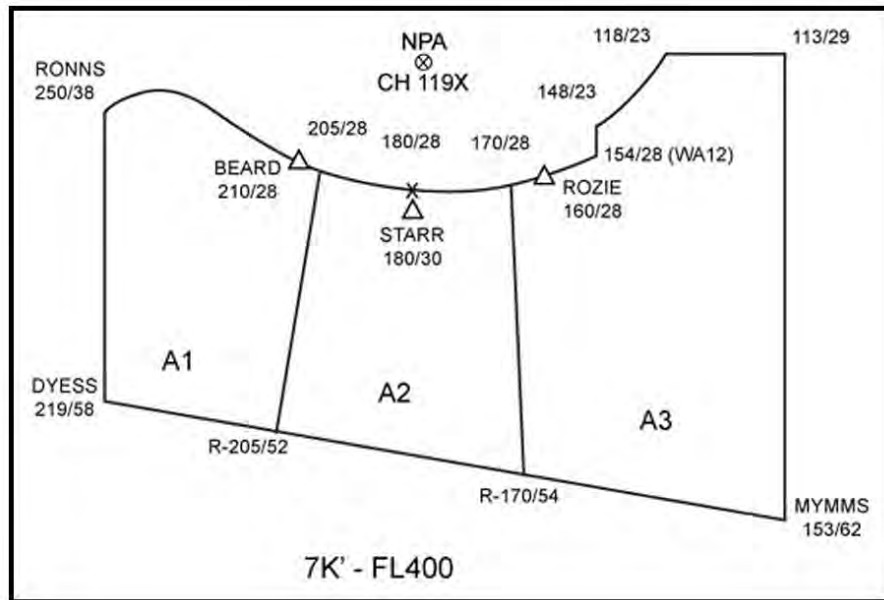 NPA
CH 119X
118/23
113/29
RONNS
250/38
148/23
205/28
180/28
170/28
154/28 (WA12)
BEARD
210/28
ROZIE
160/28
STARR
180/30
A1
A2
A3
DYESS
219/58
R-205/52
R-170/54
MYMMS
153/62
7K' - FL400